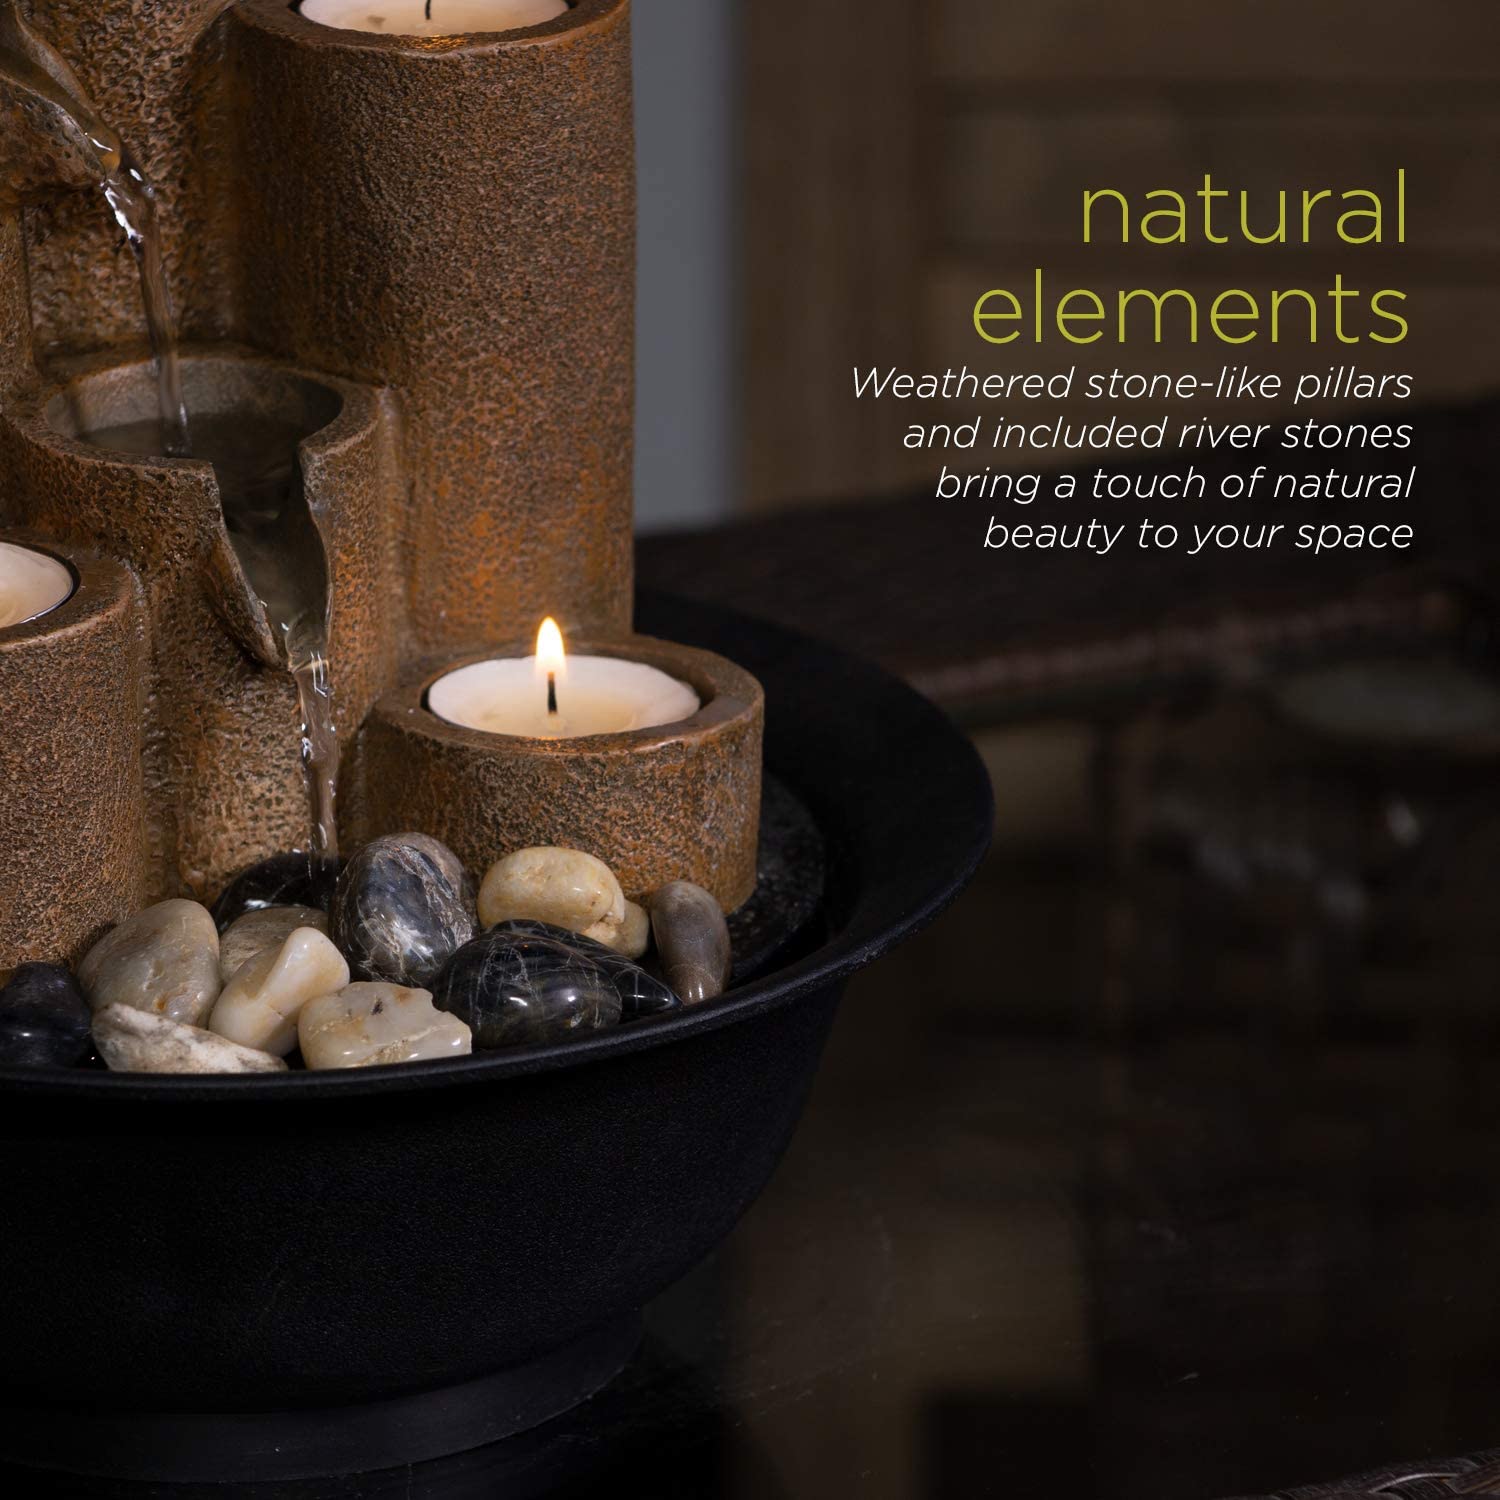 natural
elements
Weathered stone-like pillars
and included river stones
bring a touch of natural
beauty to your space